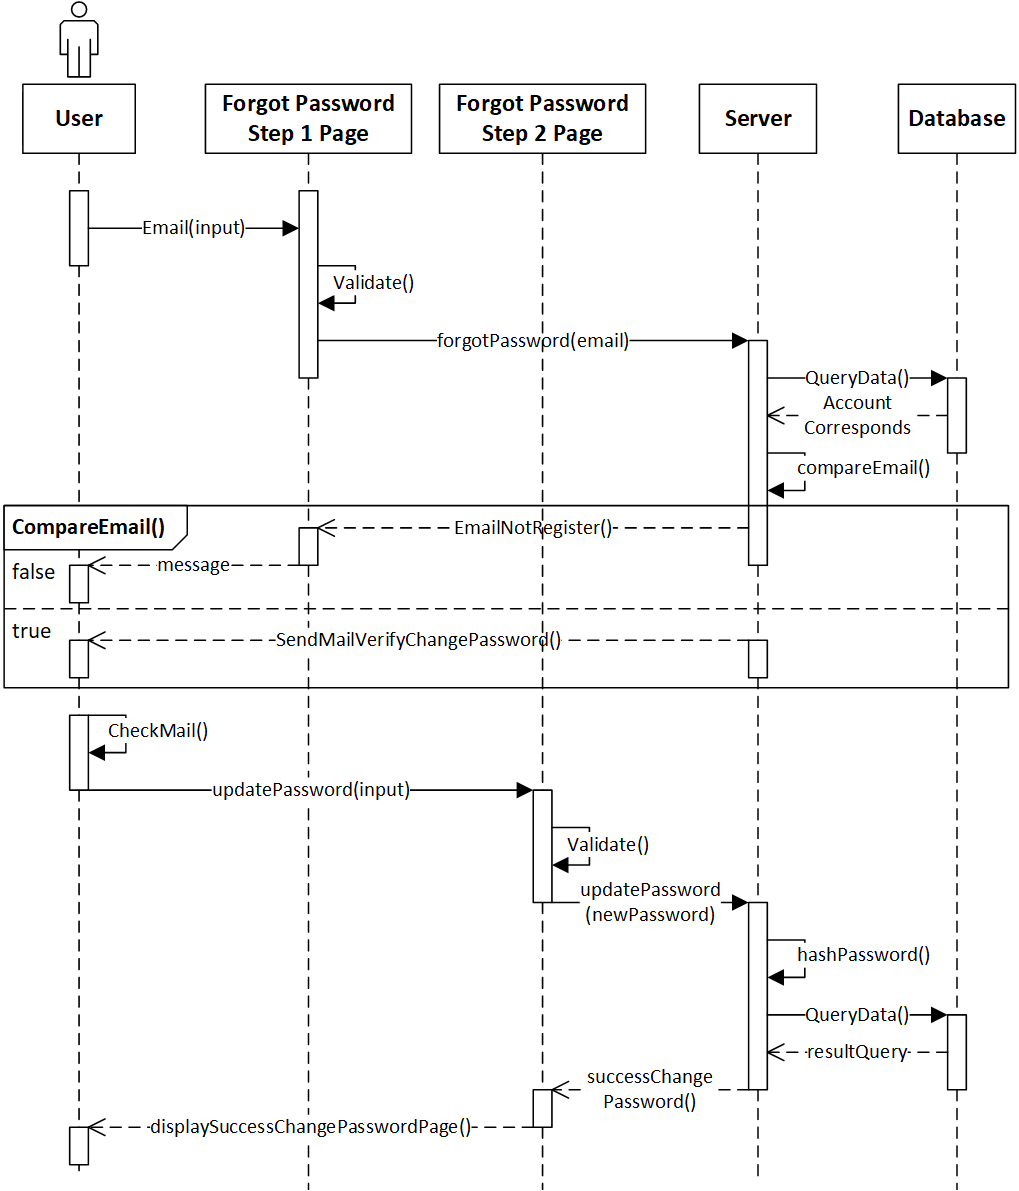 User
Forgot Password
Step 1 Page
Forgot Password
Step 2 Page
Server
Database
Email(input)
Validate()
forgotPassword(email)
QueryData()
Account
Corresponds
compareEmail()
CompareEmail()
EmailNotRegister()
message
false
true
SendMailVerifyChangePassword()
CheckMail()
updatePassword(input)
Validate()
updatePassword
(newPassword)
hashPassword()
QueryData()
resultQuery
successChange
Password()
displaySuccessChangePasswordPage()